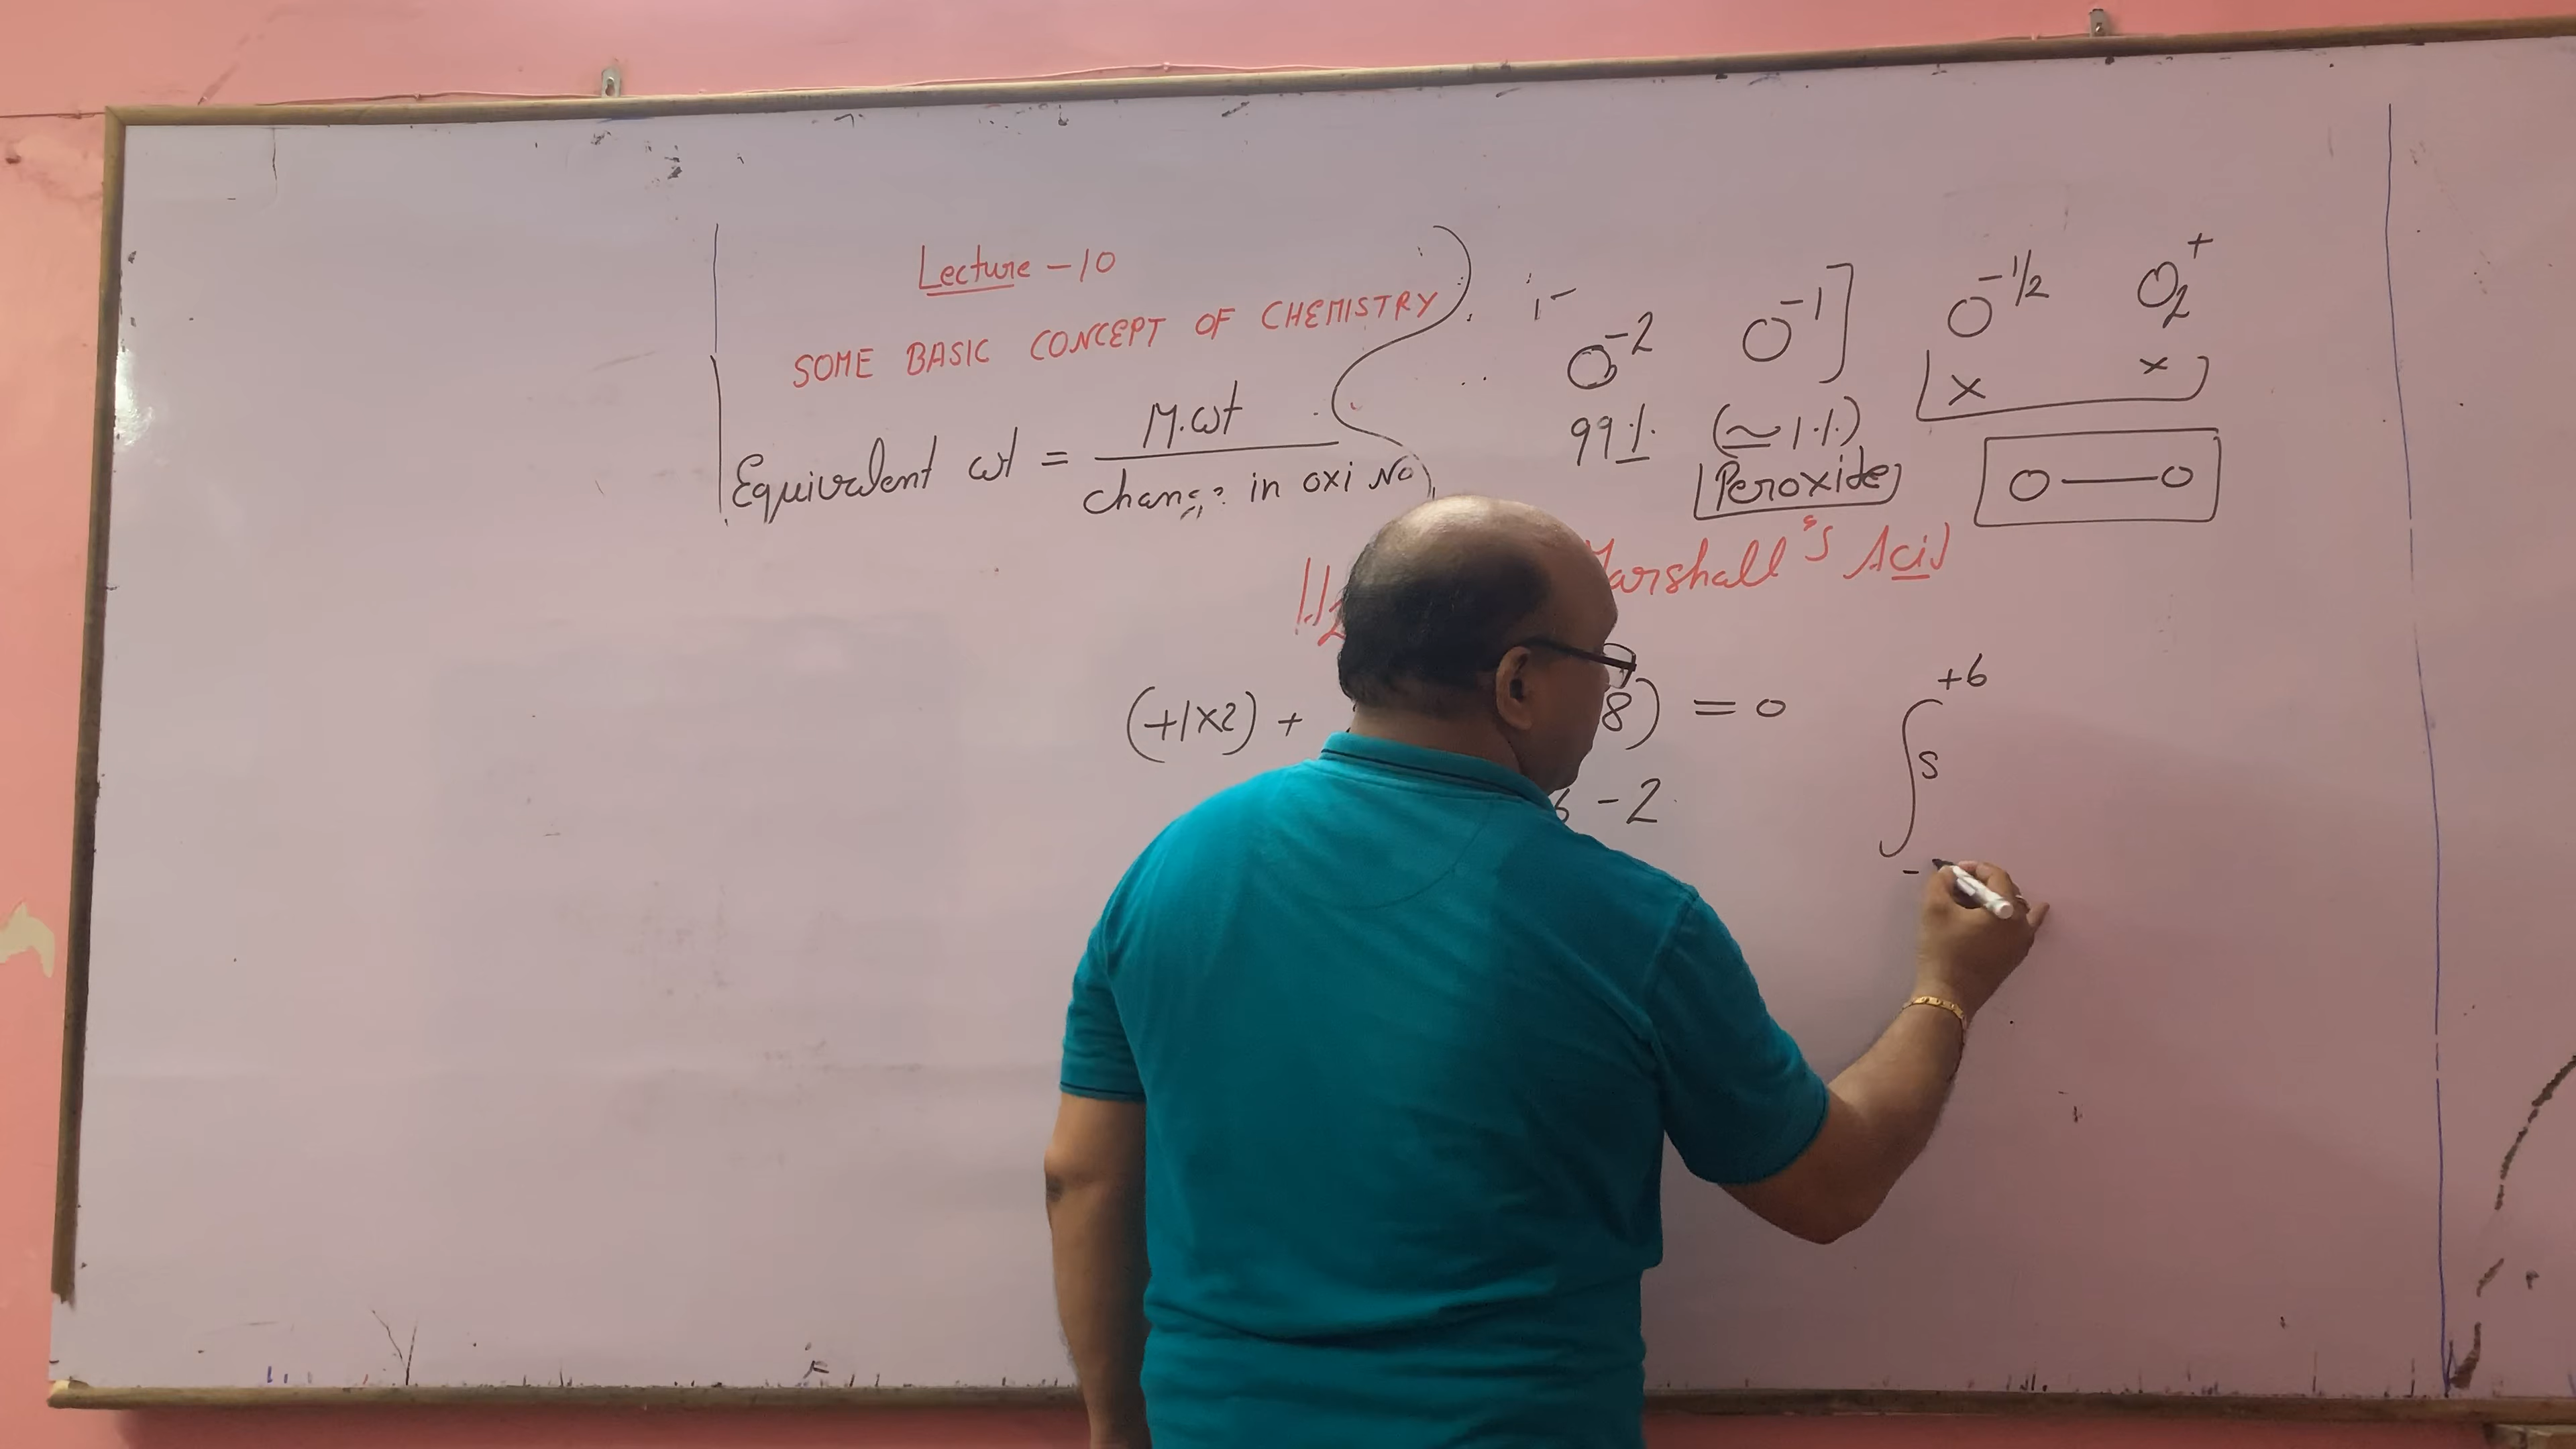 Lecture - 10
SOME BASIC CONCEPT OF CHEMISTRY
Equivalent wt = M.wt / change in oxi No
O⁻² O⁻¹] O⁻¹/² O₂⁺
99% (≃1%) × ×
Peroxide O—O
Marshall's Acid
(+1×2) + 8) = 0
- 2
+6
S
-